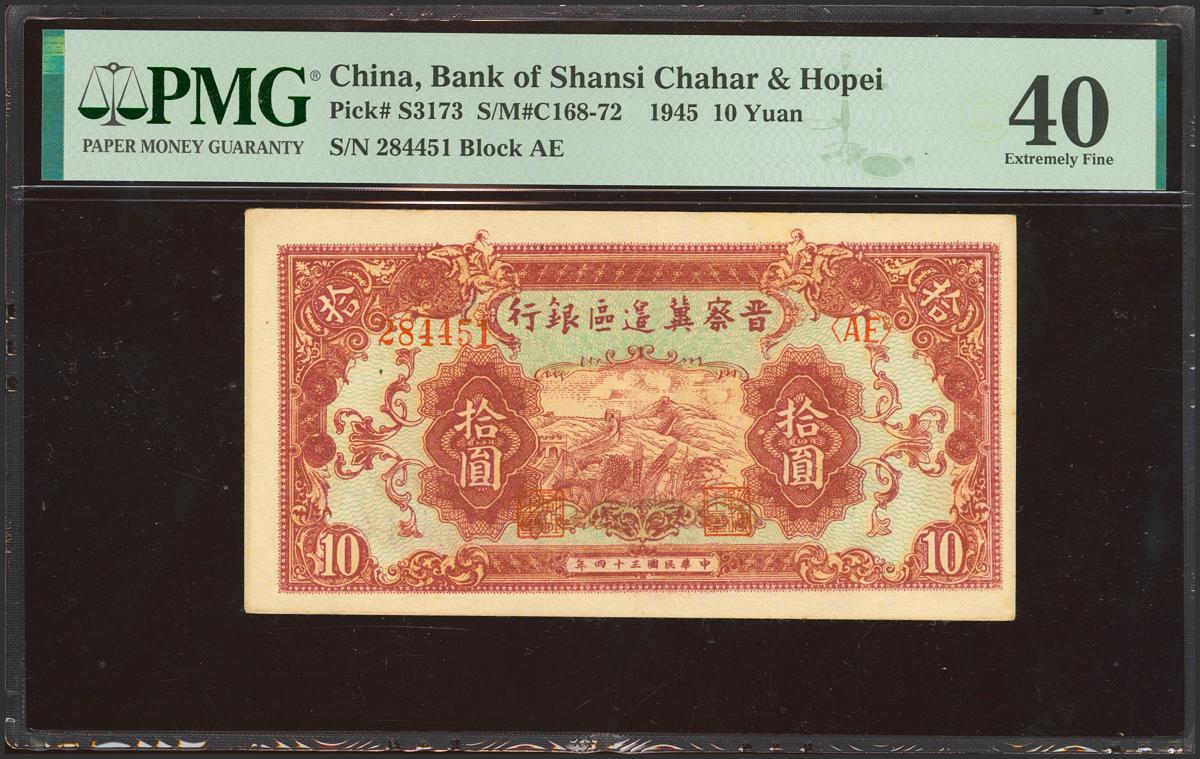 PMG®
PAPER MONEY GUARANTY
China, Bank of Shansi Chahar & Hopei
Pick# S3173 S/M#C168-72 1945 10 Yuan
S/N 284451 Block AE
40
Extremely Fine
拾
拾
行銀區邊冀察晋
284451
〈AE〉
拾圓
拾圓
10
年四十三國民華中
10